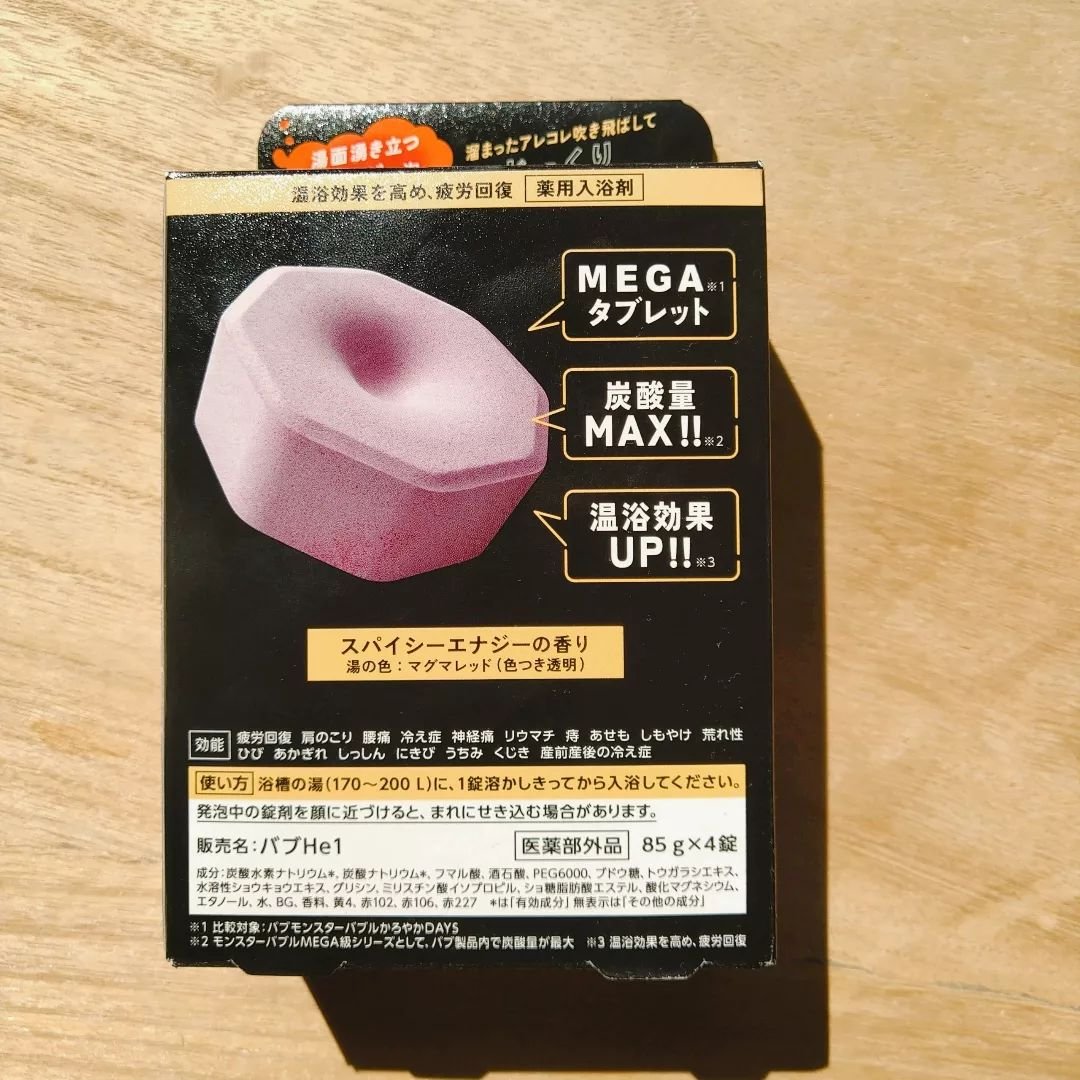 湯面湧き立つ
溜まったアレコレ吹き飛ばして
温浴効果を高め、疲労回復 薬用入浴剤
MEGA※1
タブレット
炭酸量
MAX!!※2
温浴効果
UP!!※3
スパイシーエナジーの香り
湯の色：マグマレッド（色つき透明）
効能 疲労回復 肩のこり 腰痛 冷え症 神経痛 リウマチ 痔 あせも しもやけ 荒れ性
ひび あかぎれ しっしん にきび うちみ くじき 産前産後の冷え症
使い方 浴槽の湯（170～200 L）に、1錠溶かしきってから入浴してください。
発泡中の錠剤を顔に近づけると、まれにせき込む場合があります。
販売名：バブHe1 医薬部外品 85 g×4錠
成分：炭酸水素ナトリウム*、炭酸ナトリウム*、フマル酸、酒石酸、PEG6000、ブドウ糖、トウガラシエキス、
水溶性ショウキョウエキス、グリシン、ミリスチン酸イソプロピル、ショ糖脂肪酸エステル、酸化マグネシウム、
エタノール、水、BG、香料、黄4、赤102、赤106、赤227 *は「有効成分」無表示は「その他の成分」
※1 比較対象：バブモンスターバブルかろやかDAYS
※2 モンスターバブルMEGA級シリーズとして、バブ製品内で炭酸量が最大 ※3 温浴効果を高め、疲労回復